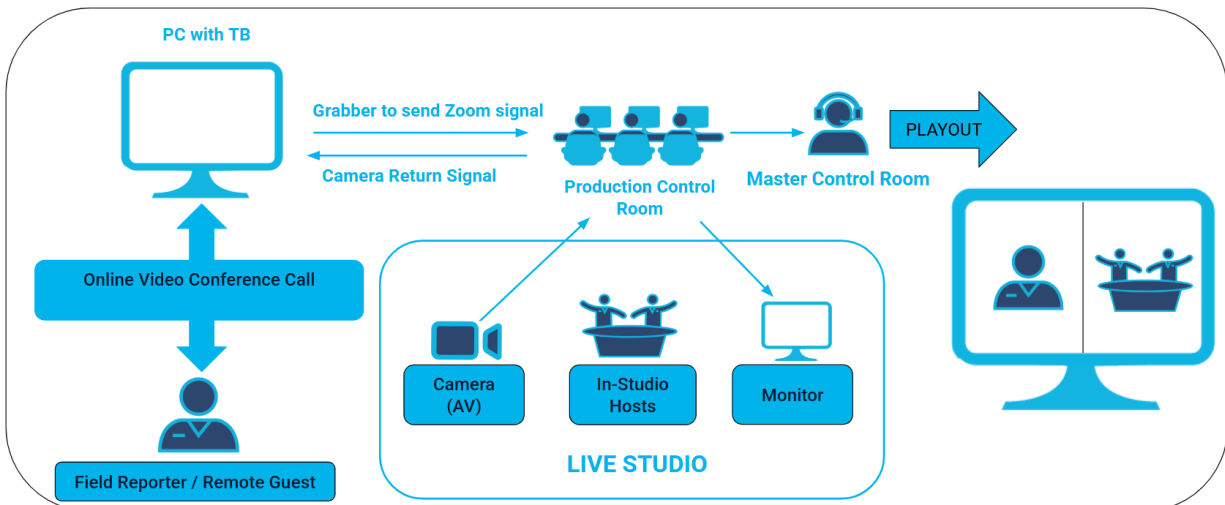 PC with TB
Grabber to send Zoom signal
Camera Return Signal
Production Control
Room
Master Control Room
PLAYOUT
Online Video Conference Call
Field Reporter / Remote Guest
Camera
(AV)
In-Studio
Hosts
Monitor
LIVE STUDIO